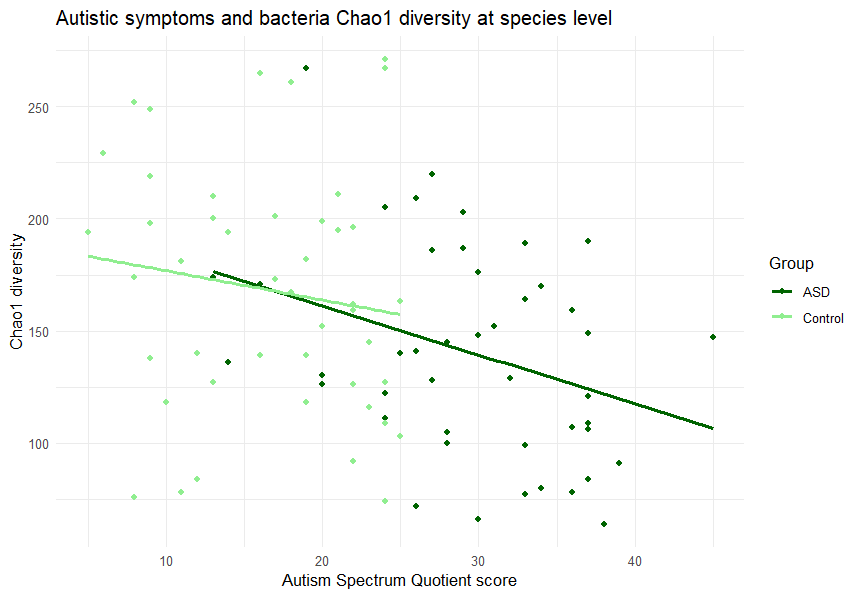 Autistic symptoms and bacteria Chao1 diversity at species level
Chao1 diversity
250
200
150
100
10
20
30
40
Autism Spectrum Quotient score
Group
ASD
Control